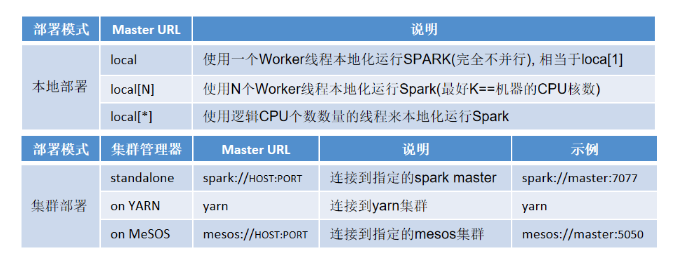 部署模式 Master URL 说明
本地部署
local 使用一个Worker线程本地化运行SPARK(完全不并行), 相当于loca[1]
local[N] 使用N个Worker线程本地化运行Spark(最好K==机器的CPU核数)
local[*] 使用逻辑CPU个数数量的线程来本地化运行Spark
部署模式 集群管理器 Master URL 说明 示例
集群部署
standalone spark://HOST:PORT 连接到指定的spark master spark://master:7077
on YARN yarn 连接到yarn集群 yarn
on MeSOS mesos://HOST:PORT 连接到指定的mesos集群 mesos://master:5050